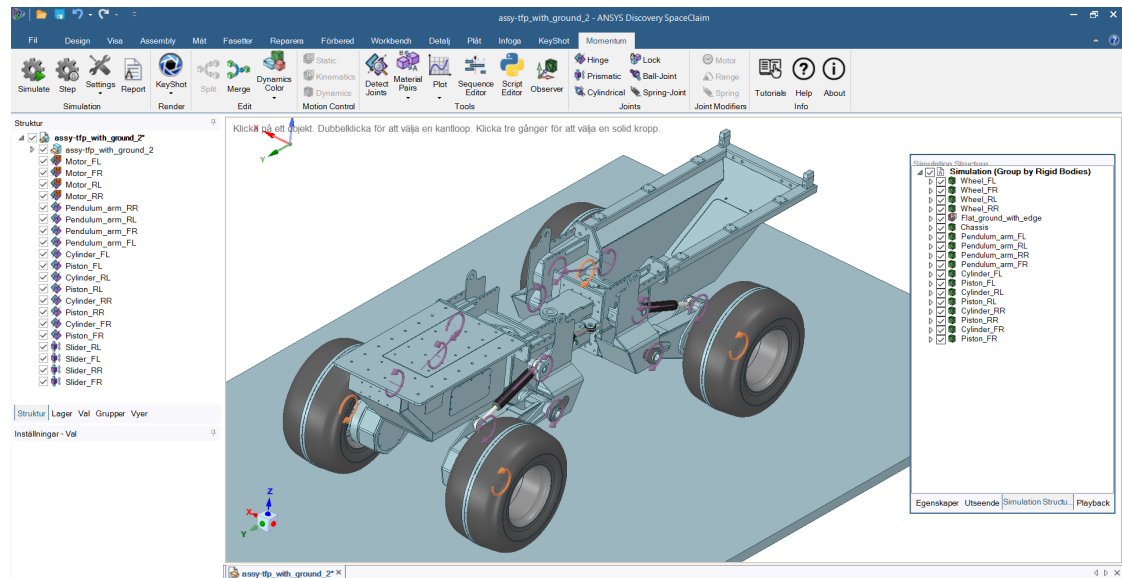 assy-tfp_with_ground_2 - ANSYS Discovery SpaceClaim
Fil Design Visa Assembly Mät Fasetter Reparera Förbered Workbench Detalj Plåt Infoga KeyShot Momentum
Simulate Step Settings Report
Simulation
KeyShot
Render
Split Merge Dynamics Color
Edit
Static
Kinematics
Dynamics
Motion Control
Detect Joints Material Pairs Plot Sequence Editor Script Editor Observer
Tools
Hinge Lock
Prismatic Ball-Joint
Cylindrical Spring-Joint
Joints
Motor
Range
Spring
Joint Modifiers
Tutorials Help About
Info
Struktur
assy-tfp_with_ground_2*
assy-tfp_with_ground_2
Motor_FL
Motor_FR
Motor_RL
Motor_RR
Pendulum_arm_RR
Pendulum_arm_RL
Pendulum_arm_FR
Pendulum_arm_FL
Cylinder_FL
Piston_FL
Cylinder_RL
Piston_RL
Cylinder_RR
Piston_RR
Cylinder_FR
Piston_FR
Slider_RL
Slider_FL
Slider_RR
Slider_FR
Struktur Lager Val Grupper Vyer
Inställningar - Val
Klicka på ett objekt. Dubbelklicka för att välja en kantloop. Klicka tre gånger för att välja en solid kropp.
X
Y
Z
X
Y
Simulation Structure
Simulation (Group by Rigid Bodies)
Wheel_FL
Wheel_FR
Wheel_RL
Wheel_RR
Flat_ground_with_edge
Chassis
Pendulum_arm_FL
Pendulum_arm_RL
Pendulum_arm_RR
Pendulum_arm_FR
Cylinder_FL
Piston_FL
Cylinder_RL
Piston_RL
Cylinder_RR
Piston_RR
Cylinder_FR
Piston_FR
Egenskaper Utseende Simulation Structu... Playback
assy-tfp_with_ground_2*